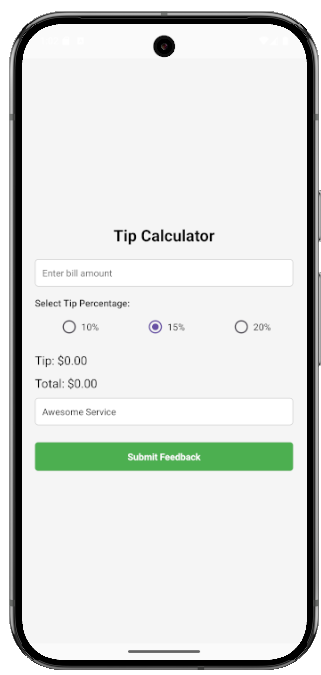 Tip Calculator
Enter bill amount
Select Tip Percentage:
10% 15% 20%
Tip: $0.00
Total: $0.00
Awesome Service
Submit Feedback